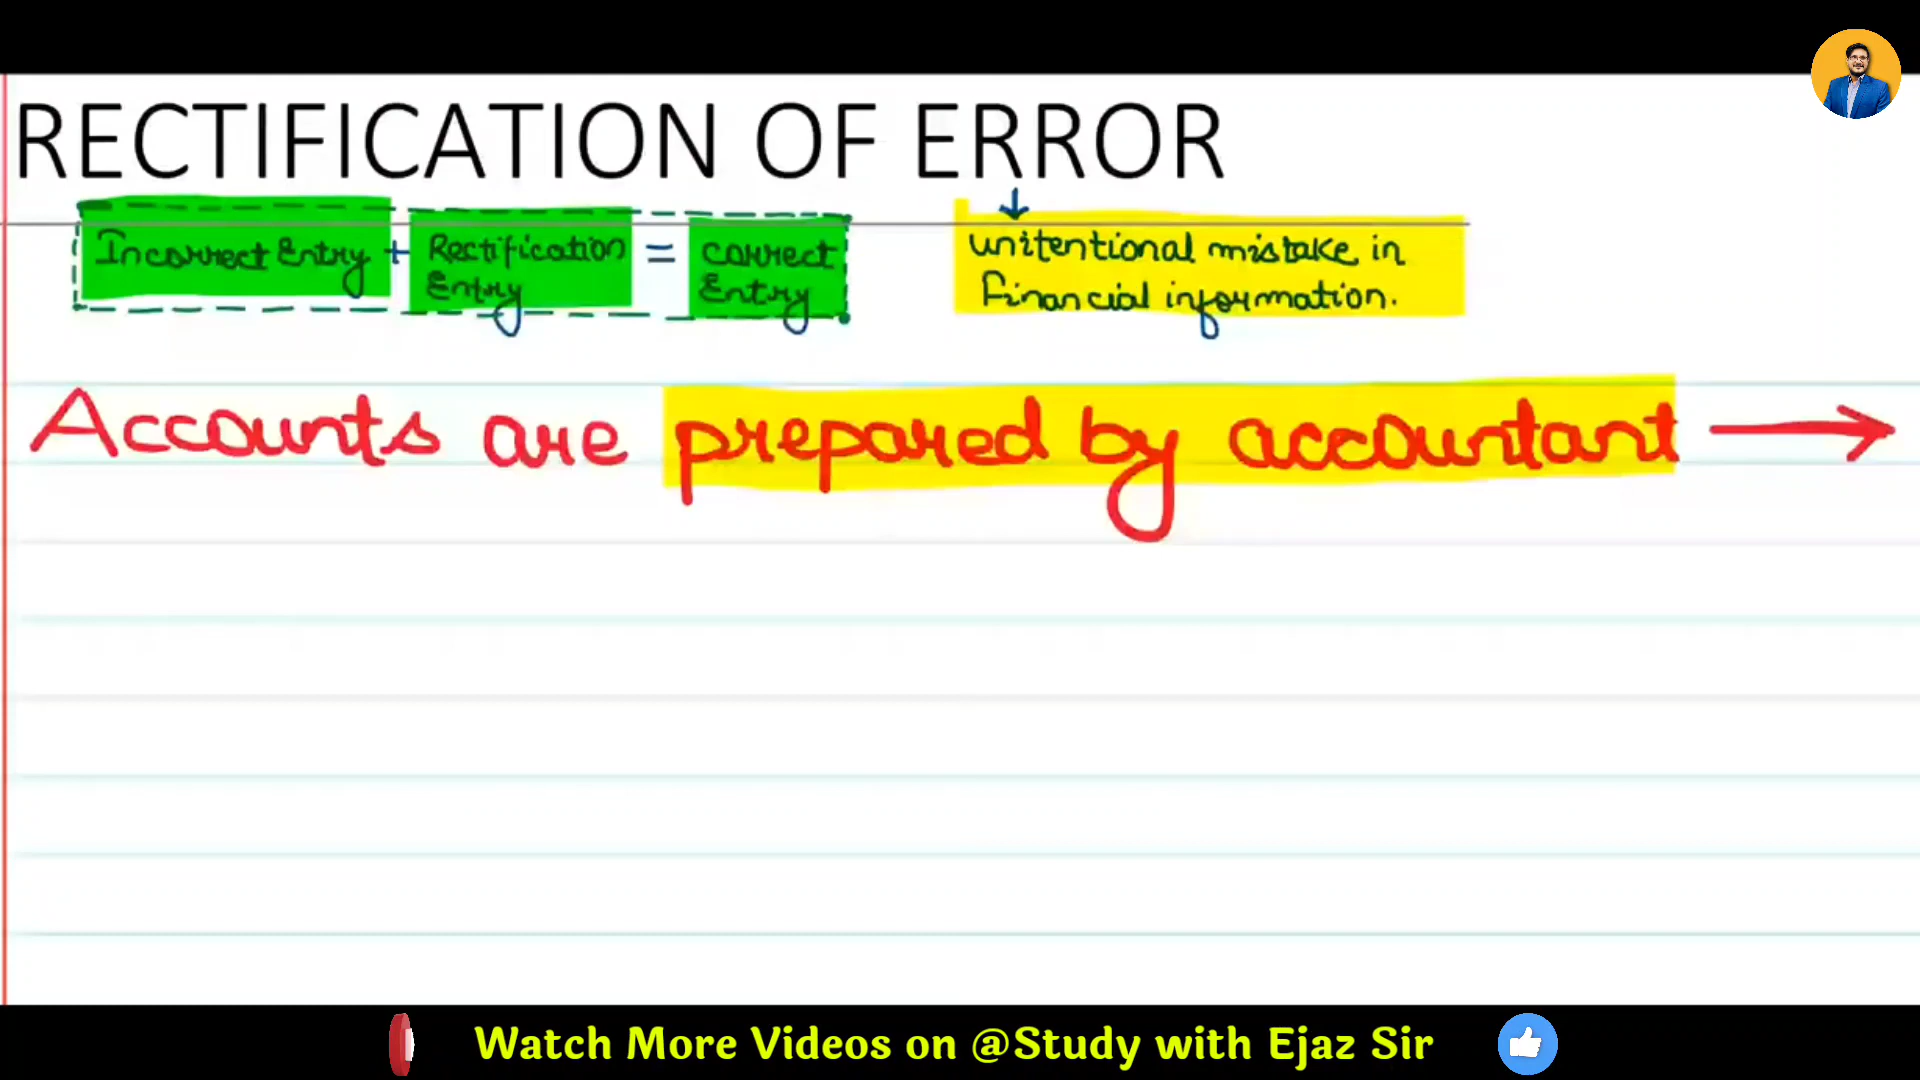 RECTIFICATION OF ERROR
Incorrect Entry + Rectification Entry = correct Entry
↓
unitentional mistake in
financial information.
Accounts are prepared by accountant →
Watch More Videos on @Study with Ejaz Sir